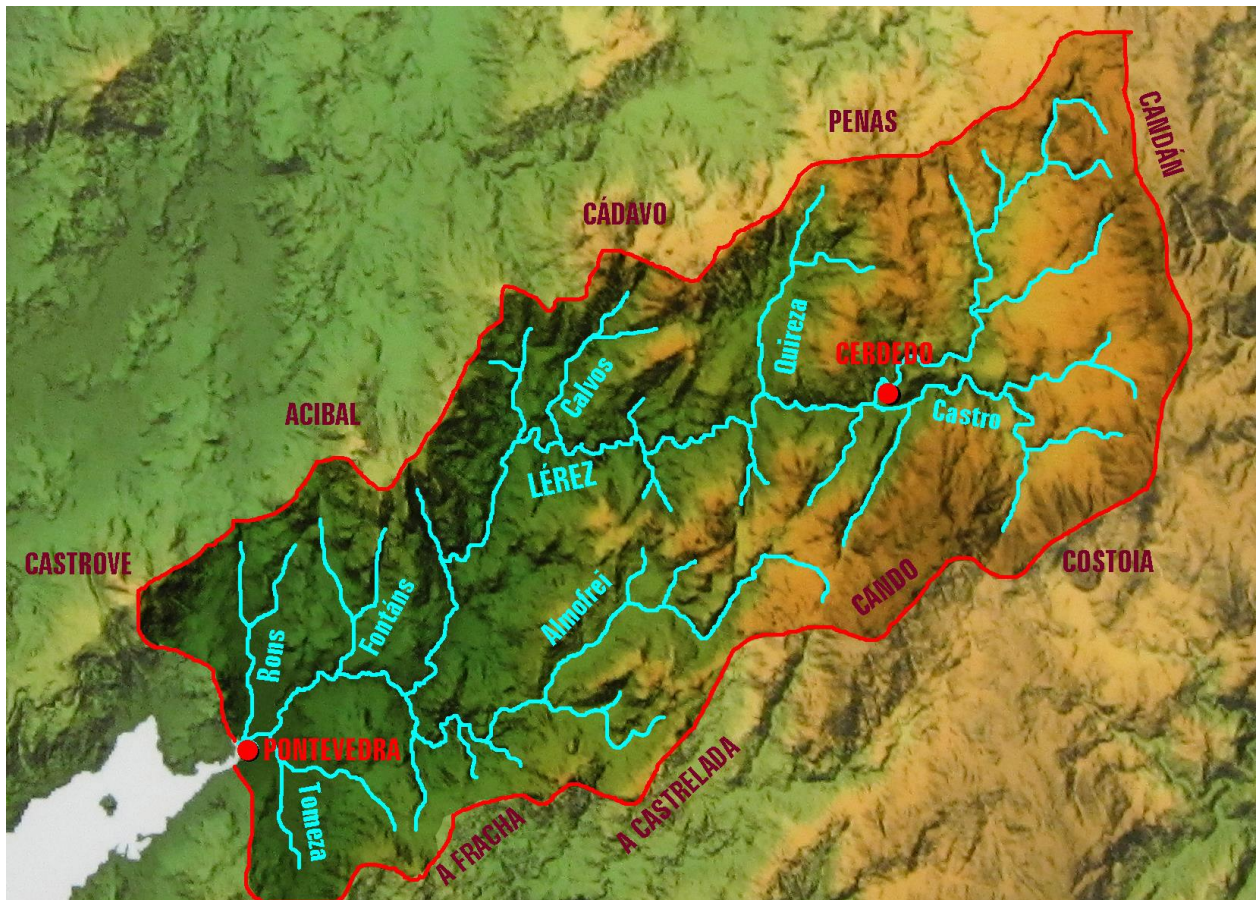 CANDÁN
PENAS
CÁDAVO
Quireza
CERDEDO
Calvos
ACIBAL
Castro
LÉREZ
CASTROVE
COSTOIA
CANDO
Almofrei
Fontáns
Rons
PONTEVEDRA
Tomeza
A CASTRELADA
A FRACHA